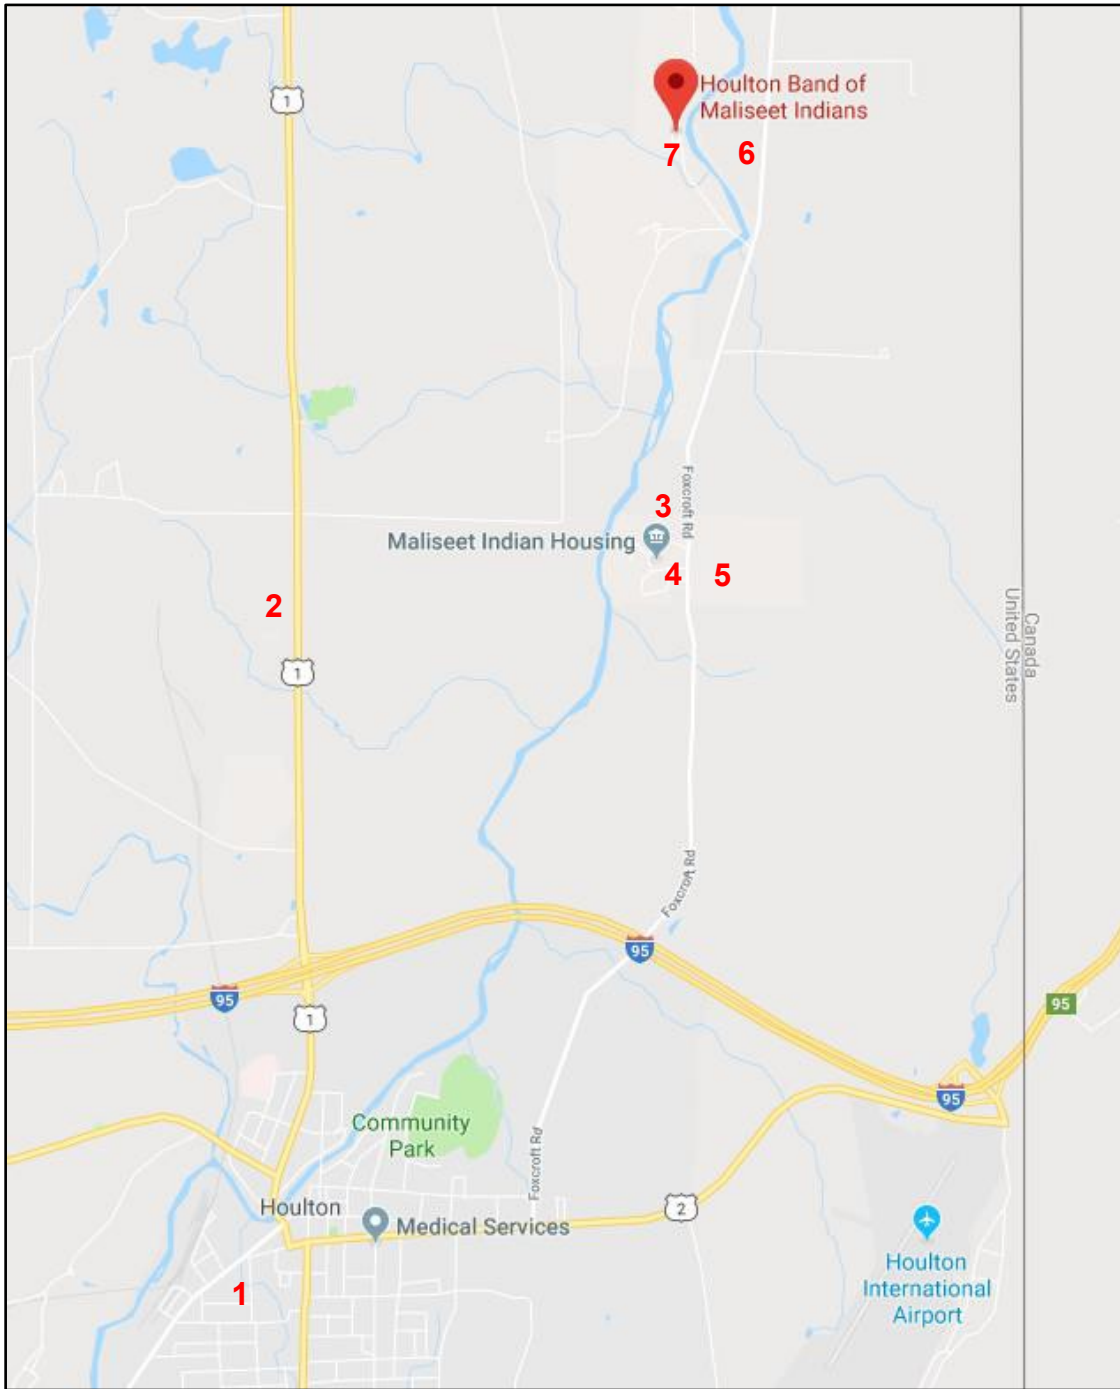 1
Houlton Band of
Maliseet Indians
7
6
Foxcroft Rd
3
Maliseet Indian Housing
4
5
2
1
Canada
United States
Foxcroft Rd
95
95
95
1
95
Community
Park
Foxcroft Rd
Houlton
2
Medical Services
Houlton
International
Airport
1